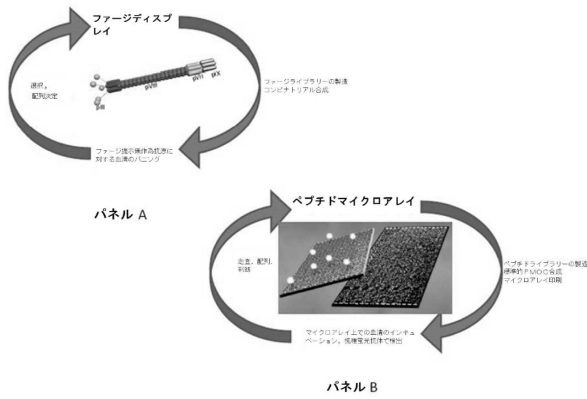 ファージディスプ
レイ
選択,
配列決定
pIII
pVIII
pVII
pIX
ファージライブラリーの製造
コンビナトリアル合成
ファージ提示無作為抗原に
対する血清のパニング
パネル A
ペプチドマイクロアレイ
走査, 配列,
判断
ペプチドライブラリーの製造
標準的FMOC合成
マイクロアレイ印刷
マイクロアレイ上での血清のインキュ
ベーション,
蛍光抗体で検出
パネル B